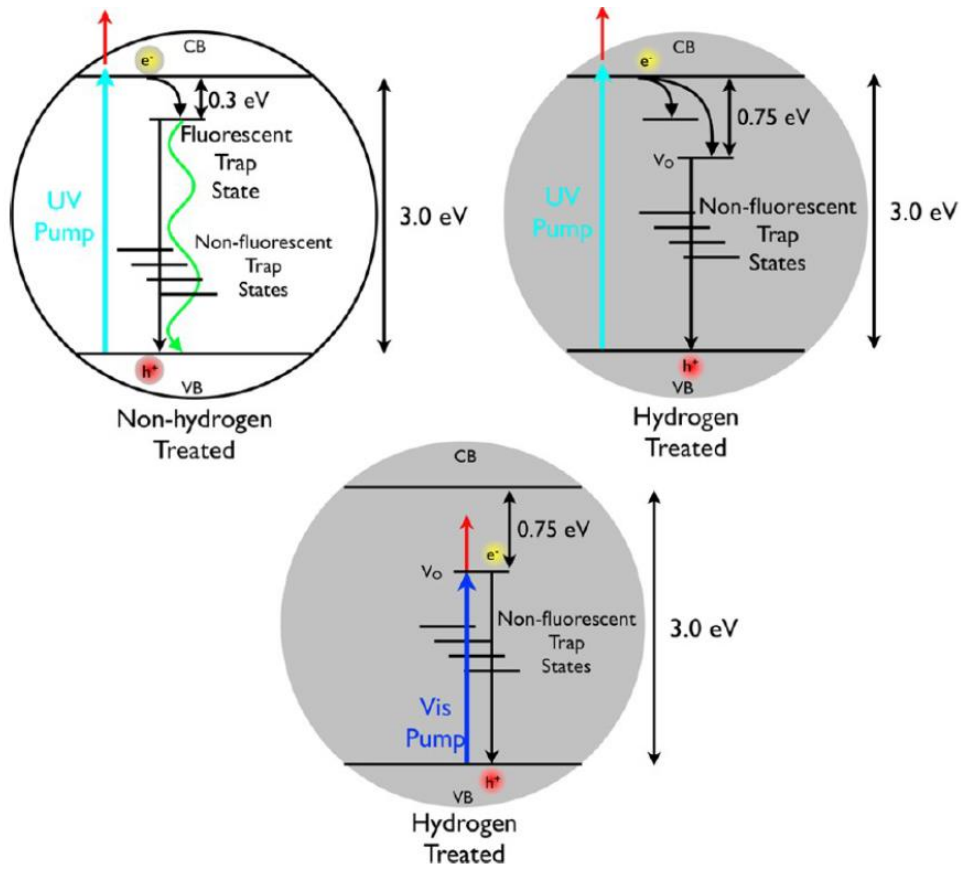 CB
e-
0.3 eV
Fluorescent
Trap
State
UV
Pump
3.0 eV
Non-fluorescent
Trap
States
h+
VB
Non-hydrogen
Treated
CB
e-
0.75 eV
Vo
UV
Pump
Non-fluorescent
Trap
States
3.0 eV
h+
VB
Hydrogen
Treated
CB
0.75 eV
e-
Vo
Non-fluorescent
Trap
States
3.0 eV
Vis
Pump
h+
VB
Hydrogen
Treated